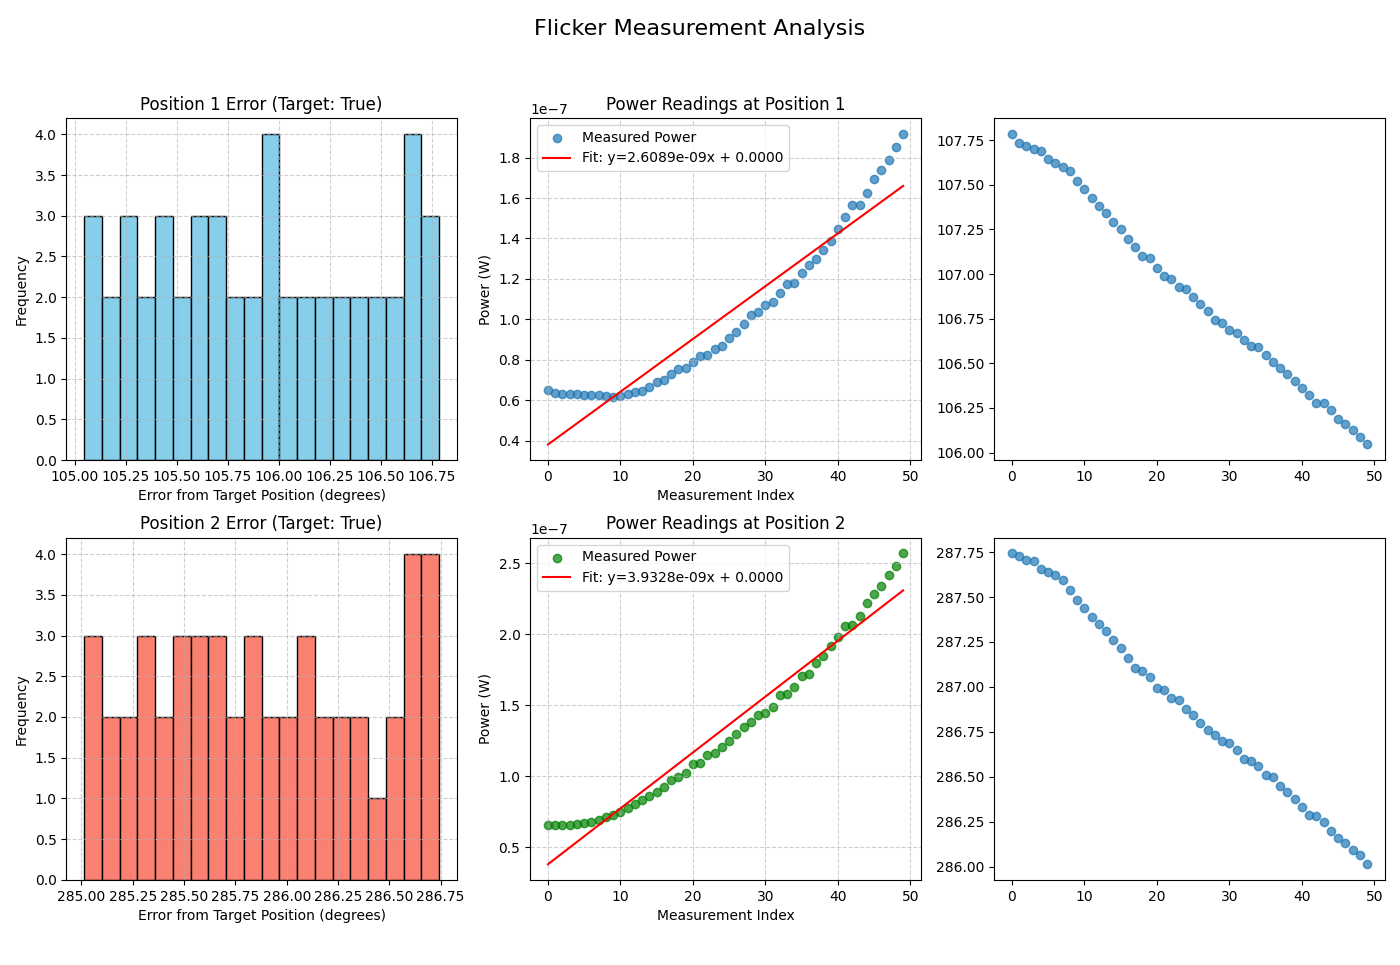 Flicker Measurement Analysis
Position 1 Error (Target: True)
Frequency
4.0
3.5
3.0
2.5
2.0
1.5
1.0
0.5
0.0
105.00 105.25 105.50 105.75 106.00 106.25 106.50 106.75
Error from Target Position (degrees)
Power Readings at Position 1
1e−7
Measured Power
Fit: y=2.6089e-09x + 0.0000
Power (W)
1.8
1.6
1.4
1.2
1.0
0.8
0.6
0.4
0 10 20 30 40 50
Measurement Index
107.75
107.50
107.25
107.00
106.75
106.50
106.25
106.00
0 10 20 30 40 50
Position 2 Error (Target: True)
Frequency
4.0
3.5
3.0
2.5
2.0
1.5
1.0
0.5
0.0
285.00 285.25 285.50 285.75 286.00 286.25 286.50 286.75
Error from Target Position (degrees)
Power Readings at Position 2
1e−7
Measured Power
Fit: y=3.9328e-09x + 0.0000
Power (W)
2.5
2.0
1.5
1.0
0.5
0 10 20 30 40 50
Measurement Index
287.75
287.50
287.25
287.00
286.75
286.50
286.25
286.00
0 10 20 30 40 50